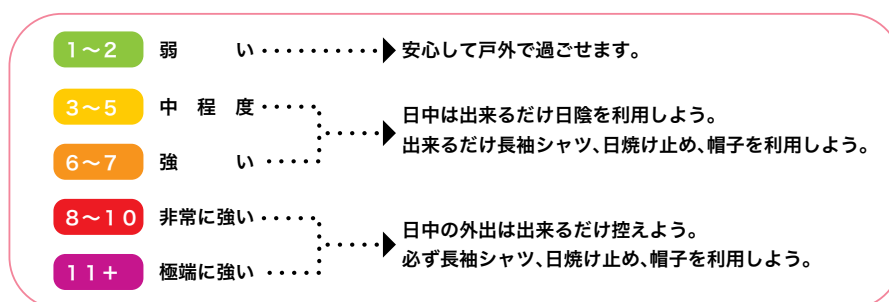 1～2 弱い 安心して戸外で過ごせます。
3～5 中程度
日中は出来るだけ日陰を利用しよう。
出来るだけ長袖シャツ、日焼け止め、帽子を利用しよう。
6～7 強い
8～10 非常に強い
日中の外出は出来るだけ控えよう。
必ず長袖シャツ、日焼け止め、帽子を利用しよう。
11+ 極端に強い